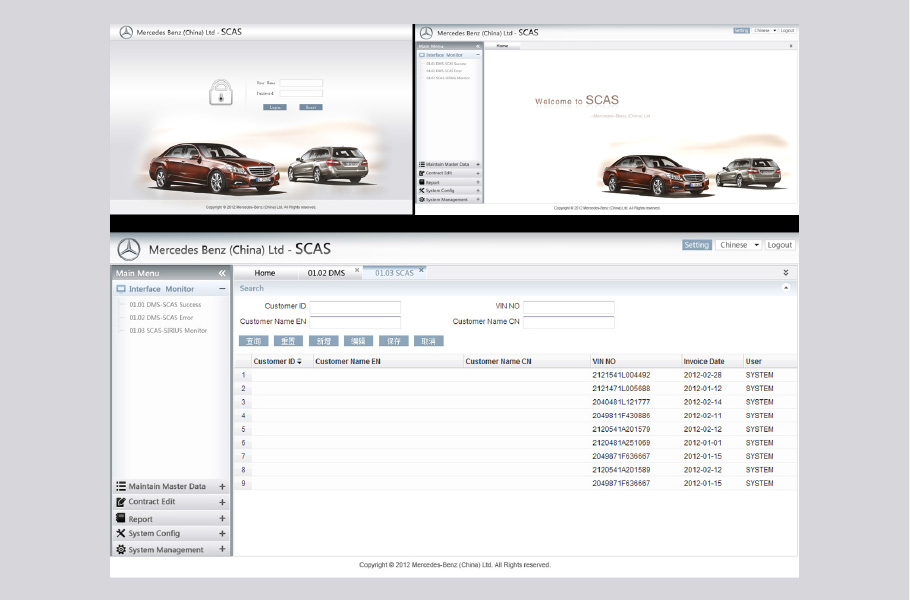 Mercedes Benz (China) Ltd - SCAS
User Name
Password
Login
Reset
Copyright © 2012 Mercedes-Benz (China) Ltd. All Rights reserved.
Mercedes Benz (China) Ltd - SCAS
Setting Chinese Logout
Main Menu « Home
Interface Monitor −
01.01 DMS-SCAS Success
01.02 DMS-SCAS Error
01.03 SCAS-SIRIUS Monitor
Welcome to SCAS
- Mercedes-Benz (China) Ltd
Maintain Master Data +
Contract Edit +
Report +
System Config +
System Management +
Copyright © 2012 Mercedes-Benz (China) Ltd. All Rights reserved.
Mercedes Benz (China) Ltd - SCAS
Setting Chinese Logout
Main Menu « Home 01.02 DMS × 01.03 SCAS ×
Interface Monitor −
01.01 DMS-SCAS Success
01.02 DMS-SCAS Error
01.03 SCAS-SIRIUS Monitor
Maintain Master Data +
Contract Edit +
Report +
System Config +
System Management +
Search
Customer ID VIN NO
Customer Name EN Customer Name CN
查询 重置 新增 编辑 保存 取消
Customer ID Customer Name EN Customer Name CN VIN NO Invoice Date User
1 2121541L004492 2012-02-28 SYSTEM
2 2121471L005688 2012-01-12 SYSTEM
3 2040481L121777 2012-02-14 SYSTEM
4 2049811F430886 2012-02-11 SYSTEM
5 2120541A201579 2012-02-12 SYSTEM
6 2120481A251069 2012-01-01 SYSTEM
7 2049871F636667 2012-01-15 SYSTEM
8 2120541A201589 2012-02-12 SYSTEM
9 2049871F636667 2012-01-15 SYSTEM
Copyright © 2012 Mercedes-Benz (China) Ltd. All Rights reserved.